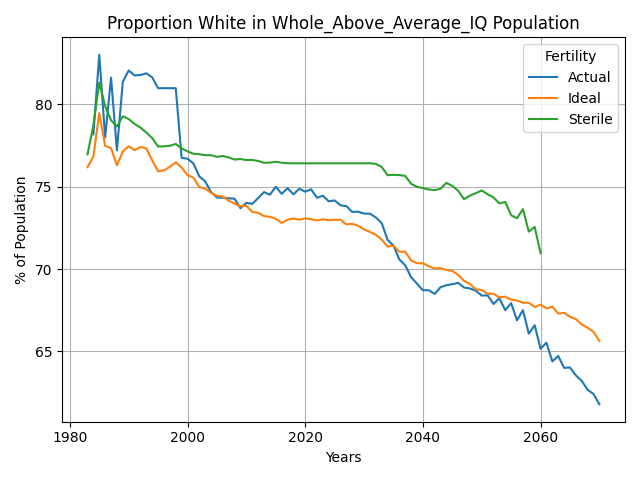 Proportion White in Whole_Above_Average_IQ Population
Fertility
Actual
Ideal
Sterile
% of Population
80
75
70
65
1980
2000
2020
2040
2060
Years